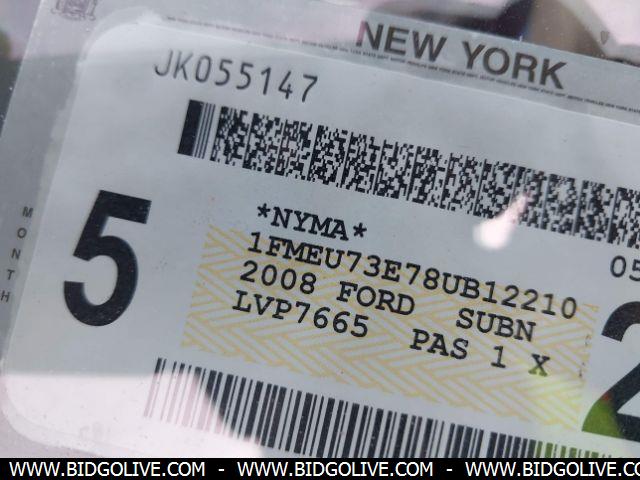 NEW YORK
JK055147
*NYMA*
1FMEU73E78UB12210
05
2008 FORD SUBN
LVP7665 PAS 1 X
5
MONTH
2
WWW.BIDGOLIVE.COM - WWW.BIDGOLIVE.COM - WWW.BIDGOLIVE.COM